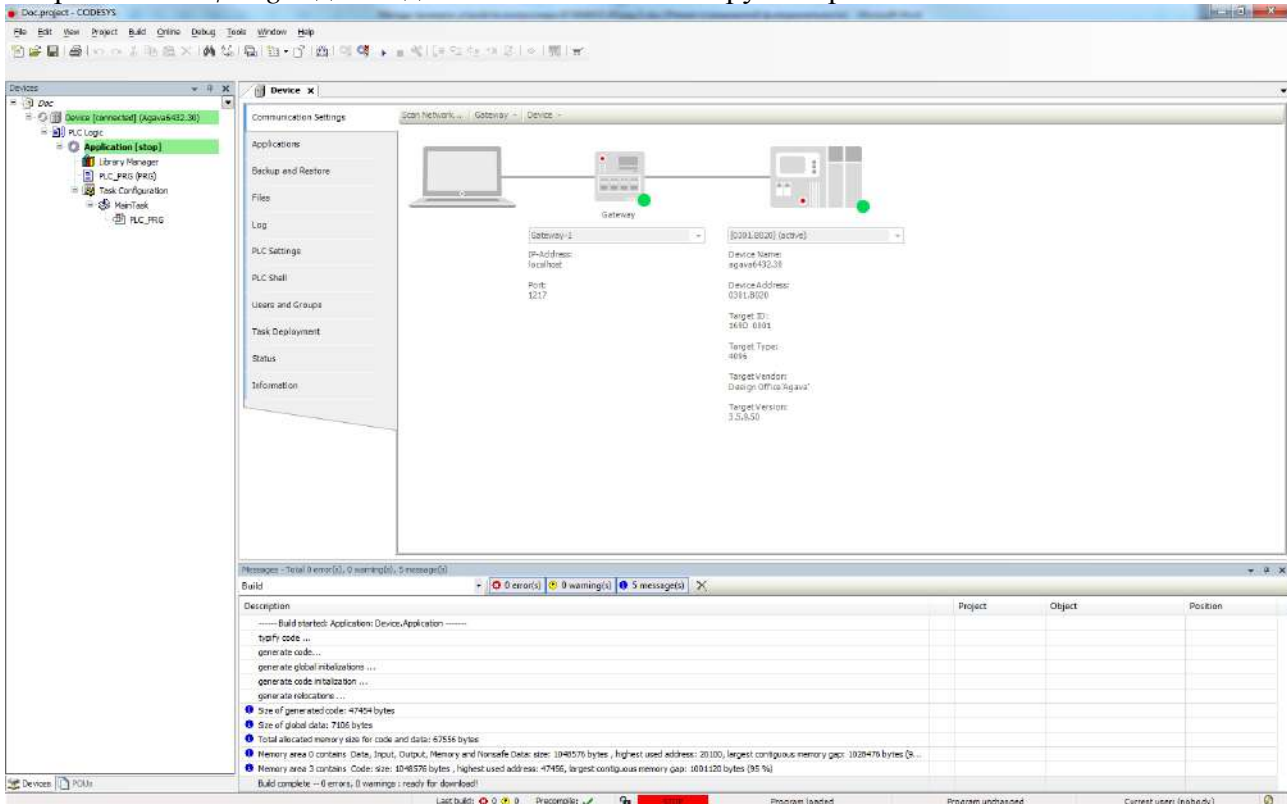 Doc.project - CODESYS
File Edit View Project Build Online Debug Tools Window Help
Devices
Doc
Device [connected] (Agava6432.30)
PLC Logic
Application [stop]
Library Manager
PLC_PRG (PRG)
Task Configuration
MainTask
PLC_PRG
Devices POUs
Device
Communication Settings
Applications
Backup and Restore
Files
Log
PLC Settings
PLC Shell
Users and Groups
Task Deployment
Status
Information
Scan Network... Gateway Device
Gateway
Gateway-1
IP-Address:
localhost
Port:
1217
[0301.B020] (active)
Device Name:
agava6432.30
Device Address:
0301.B020
Target ID:
Target Type:
4096
Target Vendor:
Design Office 'Agava'
Target Version:
3.5.8.50
Messages - Total 0 error(s), 0 warning(s), 5 message(s)
Build 0 error(s) 0 warning(s) 5 message(s)
Description Project Object Position
------ Build started: Application: Device.Application -------
typify code ...
generate code...
generate global initializations ...
generate code initialization ...
generate relocations ...
Size of generated code: 47454 bytes
Size of global data: 7106 bytes
Total allocated memory size for code and data: 67556 bytes
Memory area 0 contains Data, Input, Output, Memory and Nonsafe Data: size: 1048576 bytes , highest used address: 20100, largest contiguous memory gap: 1028476 bytes (9...
Memory area 3 contains Code: size: 1048576 bytes , highest used address: 47456, largest contiguous memory gap: 1001120 bytes (95 %)
Build complete -- 0 errors, 0 warnings : ready for download!
Last build: 0 0 Precompile: Program loaded Program unchanged Current user: (nobody)